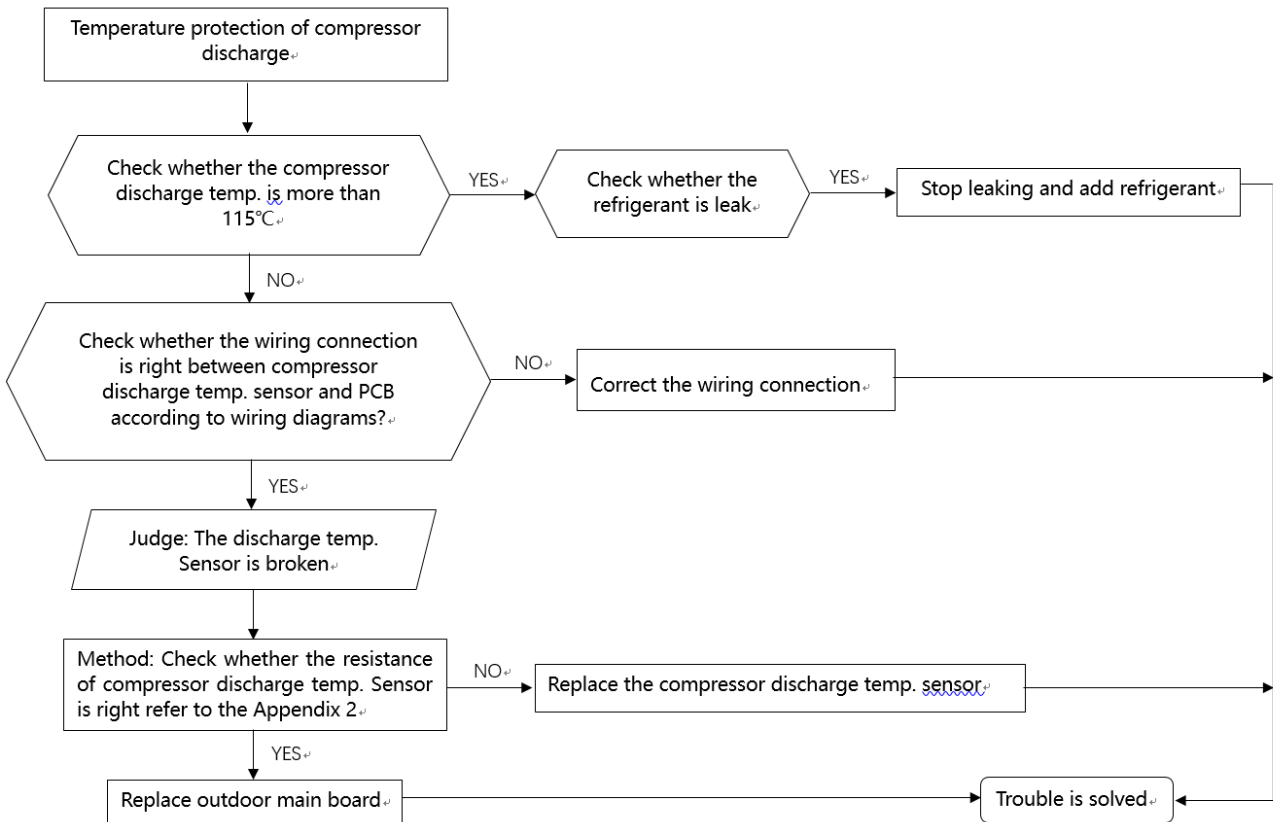 Temperature protection of compressor
discharge
Check whether the compressor
discharge temp. is more than
115℃
YES
Check whether the
refrigerant is leak
YES
Stop leaking and add refrigerant
NO
Check whether the wiring connection
is right between compressor
discharge temp. sensor and PCB
according to wiring diagrams?
NO
Correct the wiring connection
YES
Judge: The discharge temp.
Sensor is broken
Method: Check whether the resistance
of compressor discharge temp. Sensor
is right refer to the Appendix 2
NO
Replace the compressor discharge temp. sensor
YES
Replace outdoor main board
Trouble is solved